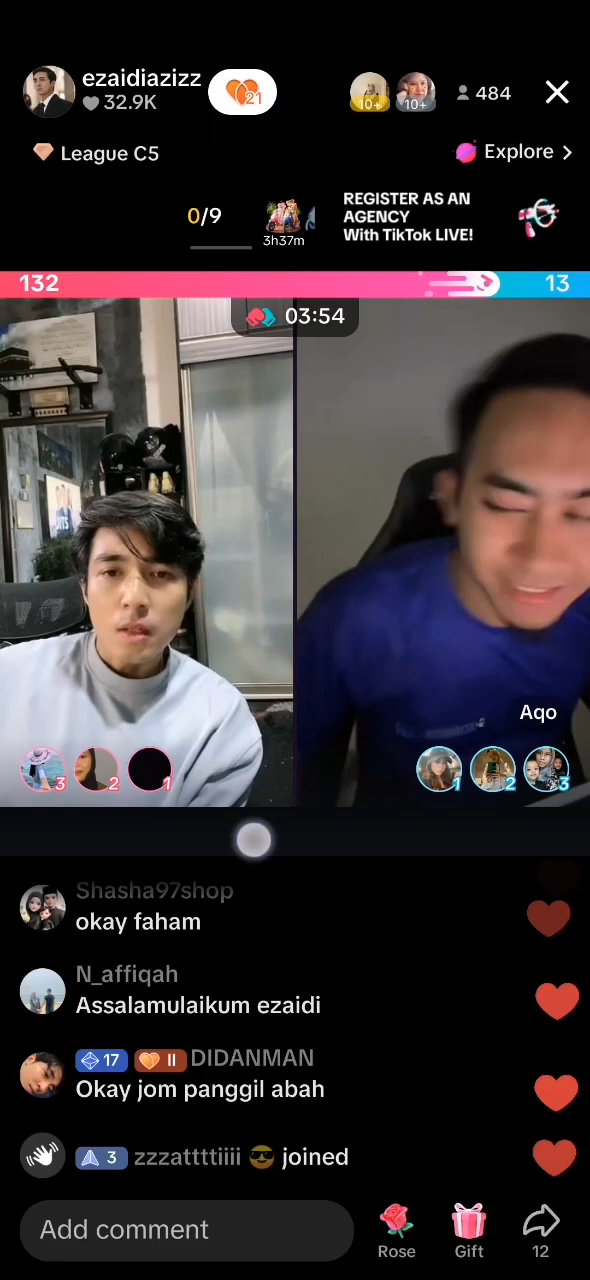 ezaidiazizz
32.9K
21
10+
10+
484
League C5
Explore
0/9
3h37m
REGISTER AS AN
AGENCY
With TikTok LIVE!
132
13
03:54
Aqo
3
2
1
1
2
3
Shasha97shop
okay faham
N_affiqah
Assalamulaikum ezaidi
17 II DIDANMAN
Okay jom panggil abah
3 zzzattttiiii 😎 joined
Add comment
Rose
Gift
12